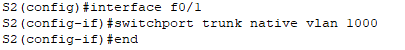 S2(config)#interface f0/1
S2(config-if)#switchport trunk native vlan 1000
S2(config-if)#end